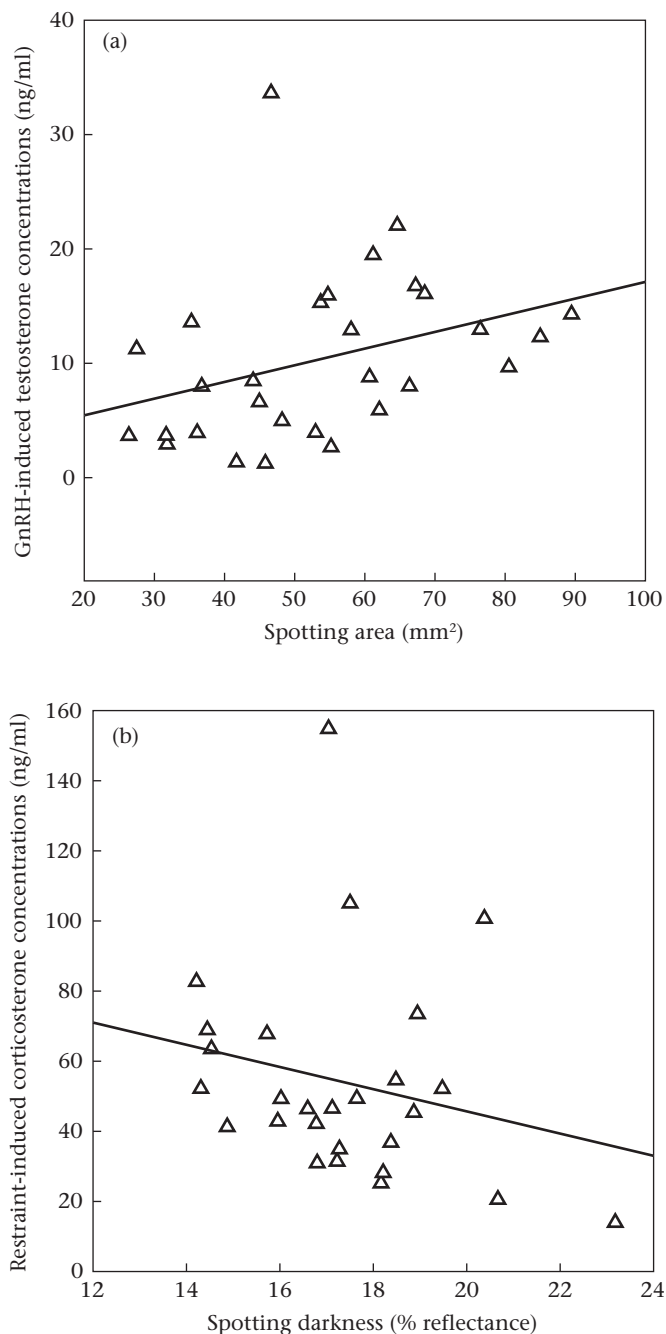 (a)
GnRH-induced testosterone concentrations (ng/ml)
40
30
20
10
0
20 30 40 50 60 70 80 90 100
Spotting area (mm²)
(b)
Restraint-induced corticosterone concentrations (ng/ml)
160
140
120
100
80
60
40
20
0
12 14 16 18 20 22 24
Spotting darkness (% reflectance)